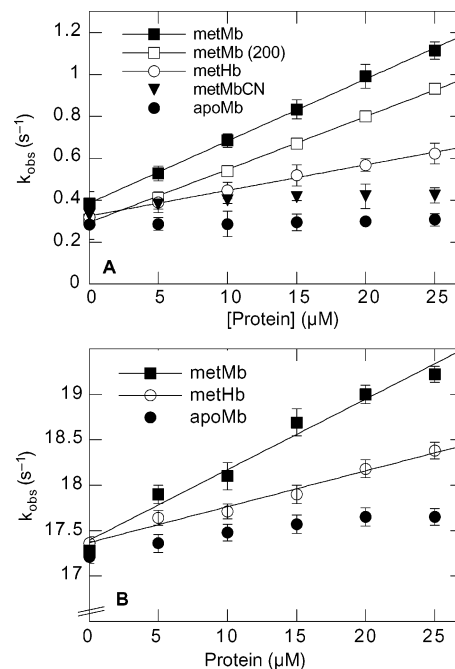 metMb
metMb (200)
metHb
metMbCN
apoMb
1.2
1
0.8
0.6
0.4
0.2
0
k_obs (s⁻¹)
A
0 5 10 15 20 25
[Protein] (µM)
metMb
metHb
apoMb
19
18.5
18
17.5
17
k_obs (s⁻¹)
B
0 5 10 15 20 25
Protein (µM)